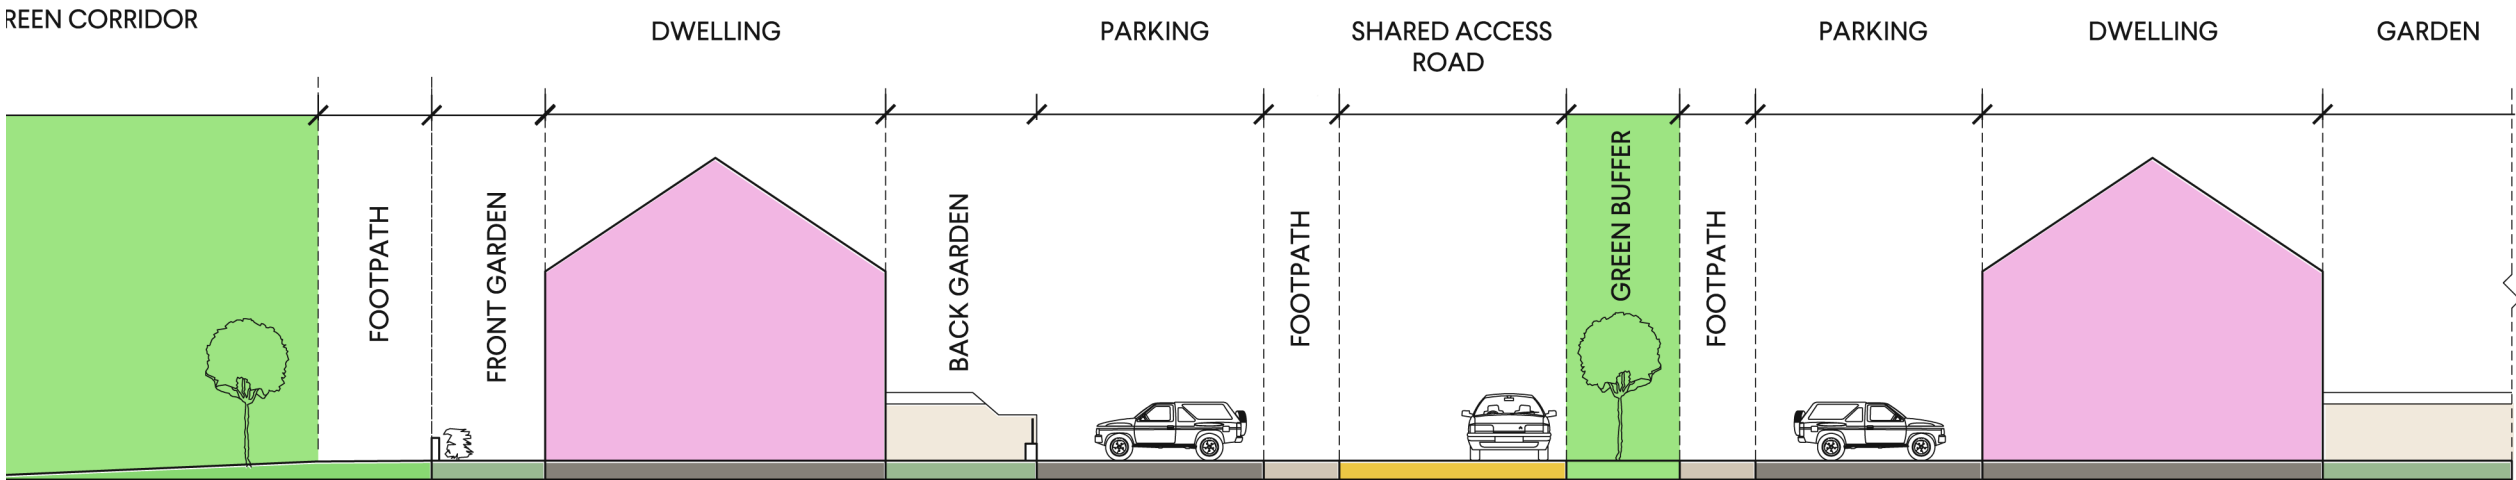 REEN CORRIDOR
DWELLING
PARKING
SHARED ACCESS
ROAD
PARKING
DWELLING
GARDEN
FOOTPATH
FRONT GARDEN
BACK GARDEN
FOOTPATH
GREEN BUFFER
FOOTPATH